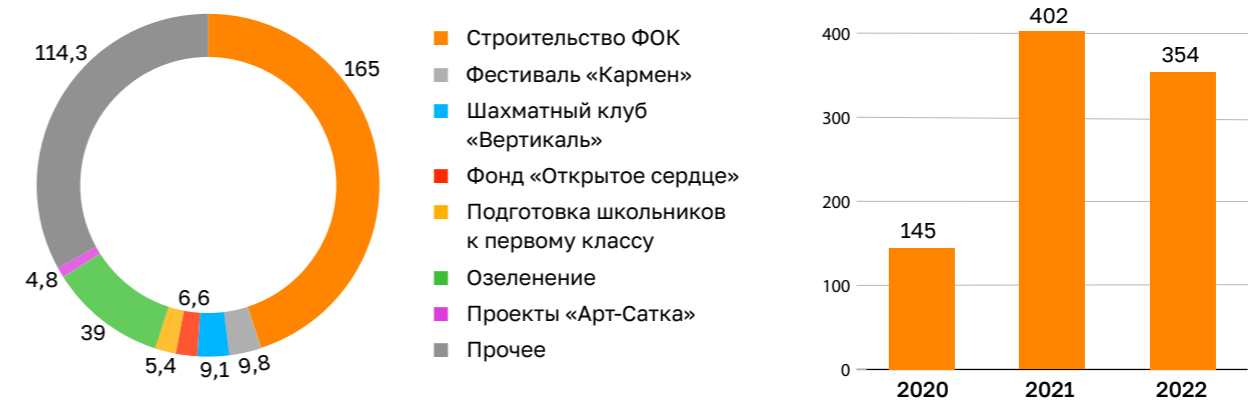 114,3
165
4,8
39
5,4
6,6
9,1
9,8
Строительство ФОК
Фестиваль «Кармен»
Шахматный клуб
«Вертикаль»
Фонд «Открытое сердце»
Подготовка школьников
к первому классу
Озеленение
Проекты «Арт-Сатка»
Прочее
400
300
200
100
0
145
402
354
2020
2021
2022